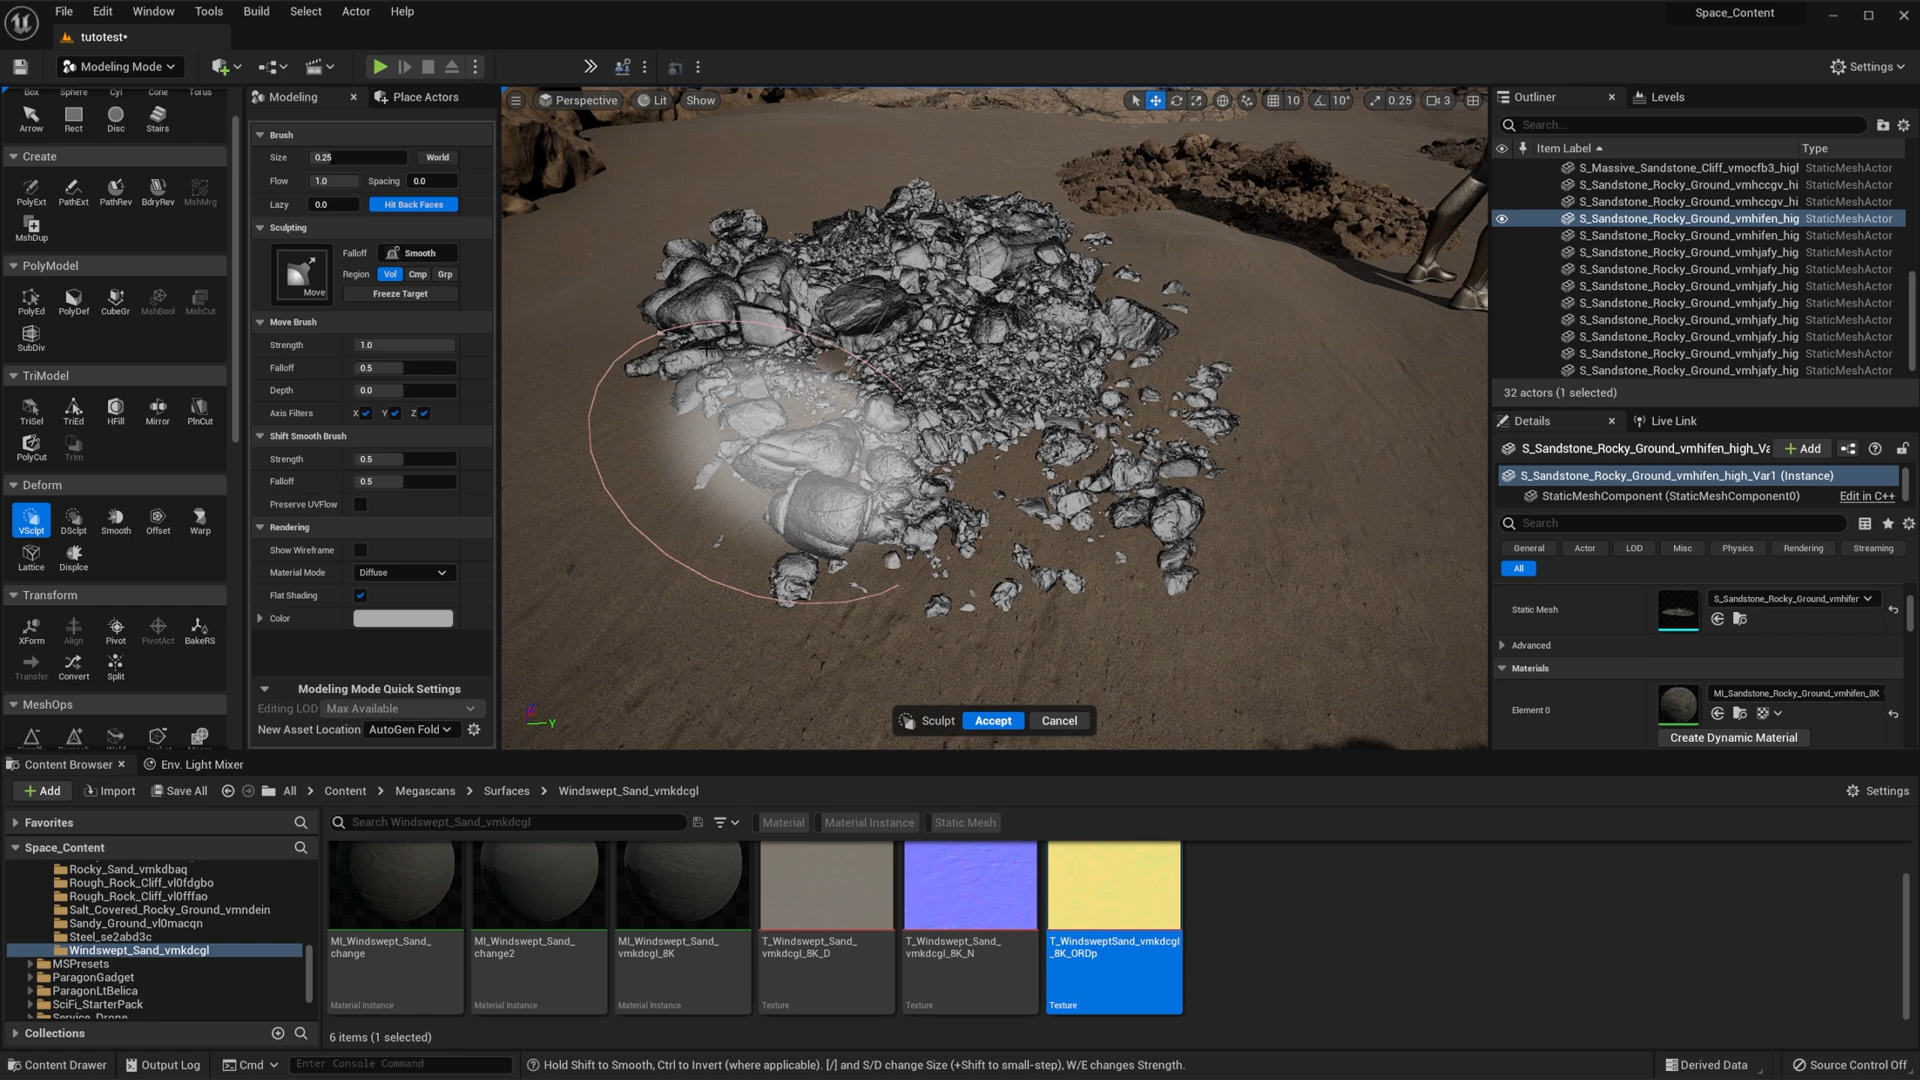 File Edit Window Tools Build Select Actor Help
Space_Content
tutotest*
Modeling Mode
Settings
Box Sphere Cyl Cone Torus
Arrow Rect Disc Stairs
Create
PolyExt PathExt PathRev BdryRev MshMrg
MshDup
PolyModel
PolyEd PolyDef CubeGr MshBool MshCut
SubDiv
TriModel
TriSel TriEd HFill Mirror PlnCut
PolyCut Trim
Deform
VSclpt DSclpt Smooth Offset Warp
Lattice Displce
Transform
XForm Align Pivot PivotAct BakeRS
Transfer Convert Split
MeshOps
Modeling
Place Actors
Brush
Size 0.25 World
Flow 1.0 Spacing 0.0
Lazy 0.0 Hit Back Faces
Sculpting
Falloff Smooth
Region Vol Cmp Grp
Move
Freeze Target
Move Brush
Strength 1.0
Falloff 0.5
Depth 0.0
Axis Filters X Y Z
Shift Smooth Brush
Strength 0.5
Falloff 0.5
Preserve UVFlow
Rendering
Show Wireframe
Material Mode Diffuse
Flat Shading
Color
Modeling Mode Quick Settings
Editing LOD Max Available
New Asset Location AutoGen Fold
Perspective Lit Show
10 10° 0.25 3
Y
Sculpt Accept Cancel
Outliner
Levels
Search...
Item Label Type
S_Massive_Sandstone_Cliff_vmocfb3_high StaticMeshActor
S_Sandstone_Rocky_Ground_vmhccgv_hi StaticMeshActor
S_Sandstone_Rocky_Ground_vmhccgv_hi StaticMeshActor
S_Sandstone_Rocky_Ground_vmhifen_hig StaticMeshActor
S_Sandstone_Rocky_Ground_vmhifen_hig StaticMeshActor
S_Sandstone_Rocky_Ground_vmhjafy_hig StaticMeshActor
S_Sandstone_Rocky_Ground_vmhjafy_hig StaticMeshActor
S_Sandstone_Rocky_Ground_vmhjafy_hig StaticMeshActor
S_Sandstone_Rocky_Ground_vmhjafy_hig StaticMeshActor
S_Sandstone_Rocky_Ground_vmhjafy_hig StaticMeshActor
S_Sandstone_Rocky_Ground_vmhjafy_hig StaticMeshActor
S_Sandstone_Rocky_Ground_vmhjafy_hig StaticMeshActor
S_Sandstone_Rocky_Ground_vmhjafy_hig StaticMeshActor
32 actors (1 selected)
Details
Live Link
S_Sandstone_Rocky_Ground_vmhifen_high_Va
Add
S_Sandstone_Rocky_Ground_vmhifen_high_Var1 (Instance)
StaticMeshComponent (StaticMeshComponent0) Edit in C++
Search
General Actor LOD Misc Physics Rendering Streaming
All
Static Mesh S_Sandstone_Rocky_Ground_vmhifer
Advanced
Materials
Element 0 MI_Sandstone_Rocky_Ground_vmhifen_8K
Create Dynamic Material
Content Browser
Env. Light Mixer
Add Import Save All All > Content > Megascans > Surfaces > Windswept_Sand_vmkdcgl
Settings
Favorites
Space_Content
Rocky_Sand_vmkdbaq
Rough_Rock_Cliff_vl0fdgbo
Rough_Rock_Cliff_vl0fffao
Salt_Covered_Rocky_Ground_vmndein
Sandy_Ground_vl0macqn
Steel_se2abd3c
Windswept_Sand_vmkdcgl
MSPresets
ParagonGadget
ParagonLtBelica
SciFi_StarterPack
Service_Drone
Collections
Search Windswept_Sand_vmkdcgl
Material Material Instance Static Mesh
MI_Windswept_Sand_
change
Material Instance
MI_Windswept_Sand_
change2
Material Instance
MI_Windswept_Sand_
vmkdcgl_8K
Material Instance
T_Windswept_Sand_
vmkdcgl_8K_D
Texture
T_Windswept_Sand_
vmkdcgl_8K_N
Texture
T_WindsweptSand_vmkdcgl
_8K_ORDp
Texture
6 items (1 selected)
Content Drawer Output Log Cmd Enter Console Command
Hold Shift to Smooth, Ctrl to Invert (where applicable). [/] and S/D change Size (+Shift to small-step), W/E changes Strength.
Derived Data Source Control Off